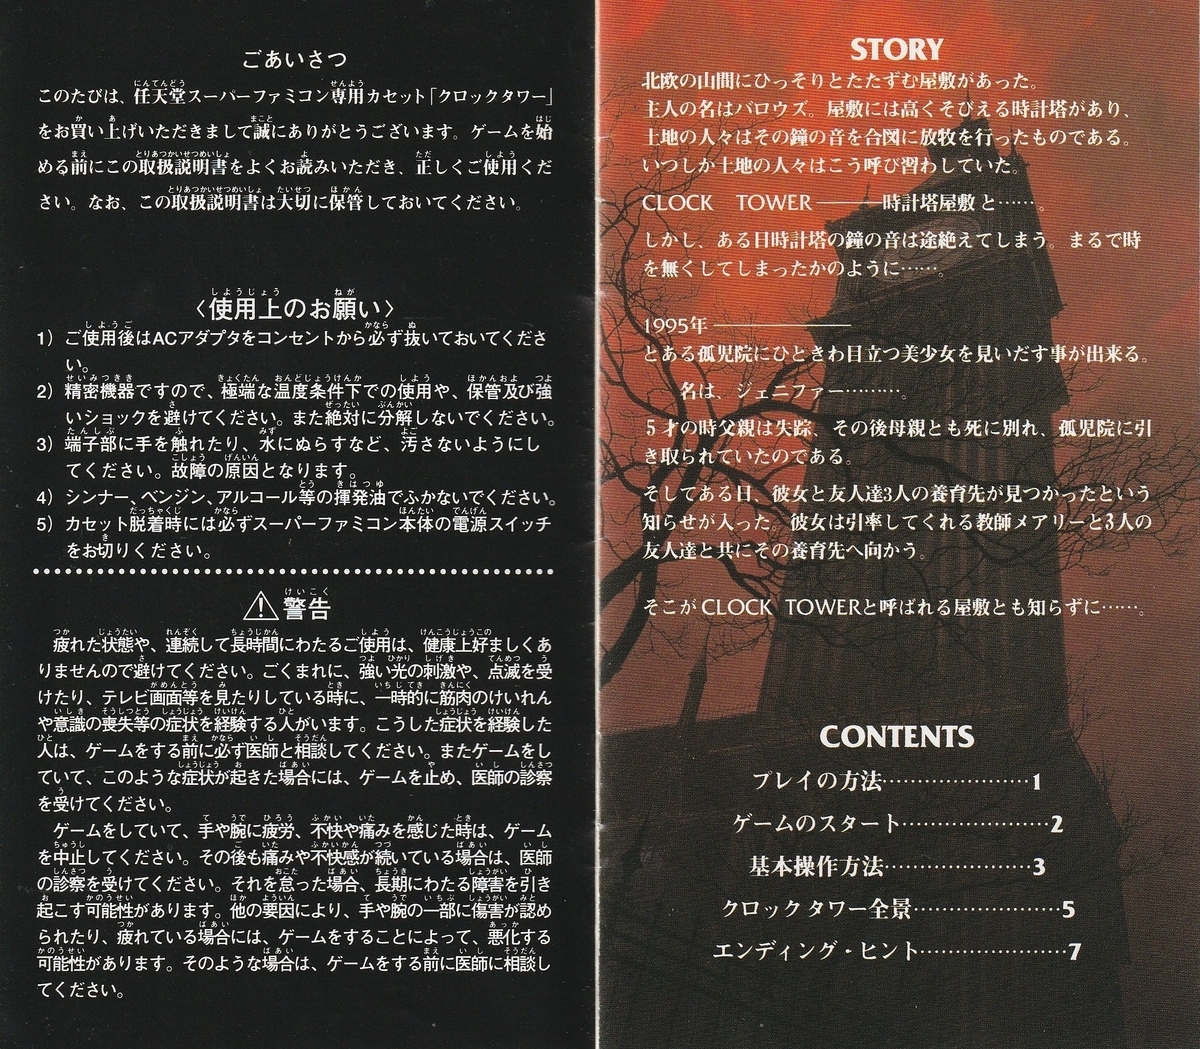 ごあいさつ
このたびは、任天堂スーパーファミコン専用カセット「クロックタワー」
をお買い上げいただきまして誠にありがとうございます。ゲームを始
める前にこの取扱説明書をよくお読みいただき、正しくご使用くだ
さい。なお、この取扱説明書は大切に保管しておいてください。
〈使用上のお願い〉
1）ご使用後はACアダプタをコンセントから必ず抜いておいてくださ
い。
2）精密機器ですので、極端な温度条件下での使用や、保管及び強
いショックを避けてください。また絶対に分解しないでください。
3）端子部に手を触れたり、水にぬらすなど、汚さないようにし
てください。故障の原因となります。
4）シンナー、ベンジン、アルコール等の揮発油でふかないでください。
5）カセット脱着時には必ずスーパーファミコン本体の電源スイッチ
をお切りください。
警告
疲れた状態や、連続して長時間にわたるご使用は、健康上好ましくあ
りませんので避けてください。ごくまれに、強い光の刺激や、点滅を受
けたり、テレビ画面等を見たりしている時に、一時的に筋肉のけいれん
や意識の喪失等の症状を経験する人がいます。こうした症状を経験した
人は、ゲームをする前に必ず医師と相談してください。またゲームをし
ていて、このような症状が起きた場合には、ゲームを止め、医師の診察
を受けてください。
ゲームをしていて、手や腕に疲労、不快や痛みを感じた時は、ゲーム
を中止してください。その後も痛みや不快感が続いている場合は、医師
の診察を受けてください。それを怠った場合、長期にわたる障害を引き
起こす可能性があります。他の要因により、手や腕の一部に傷害が認め
られたり、疲れている場合には、ゲームをすることによって、悪化する
可能性があります。そのような場合は、ゲームをする前に医師に相談し
てください。
STORY
北欧の山間にひっそりとたたずむ屋敷があった。
主人の名はバロウズ。屋敷には高くそびえる時計塔があり、
土地の人々はその鐘の音を合図に放牧を行ったものである。
いつしか土地の人々はこう呼び習わしていた。
CLOCK TOWER―――時計塔屋敷と……。
しかし、ある日時計塔の鐘の音は途絶えてしまう。まるで時
を無くしてしまったかのように……。
1995年――――――
とある孤児院にひときわ目立つ美少女を見いだす事が出来る。
名は、ジェニファー………。
5才の時父親は失踪、その後母親とも死に別れ、孤児院に引
き取られていたのである。
そしてある日、彼女と友人達3人の養育先が見つかったという
知らせが入った。彼女は引率してくれる教師メアリーと3人の
友人達と共にその養育先へ向かう。
そこがCLOCK TOWERと呼ばれる屋敷とも知らずに……。
CONTENTS
プレイの方法…………………1
ゲームのスタート…………………2
基本操作方法…………………3
クロックタワー全景…………………5
エンディング・ヒント…………………7